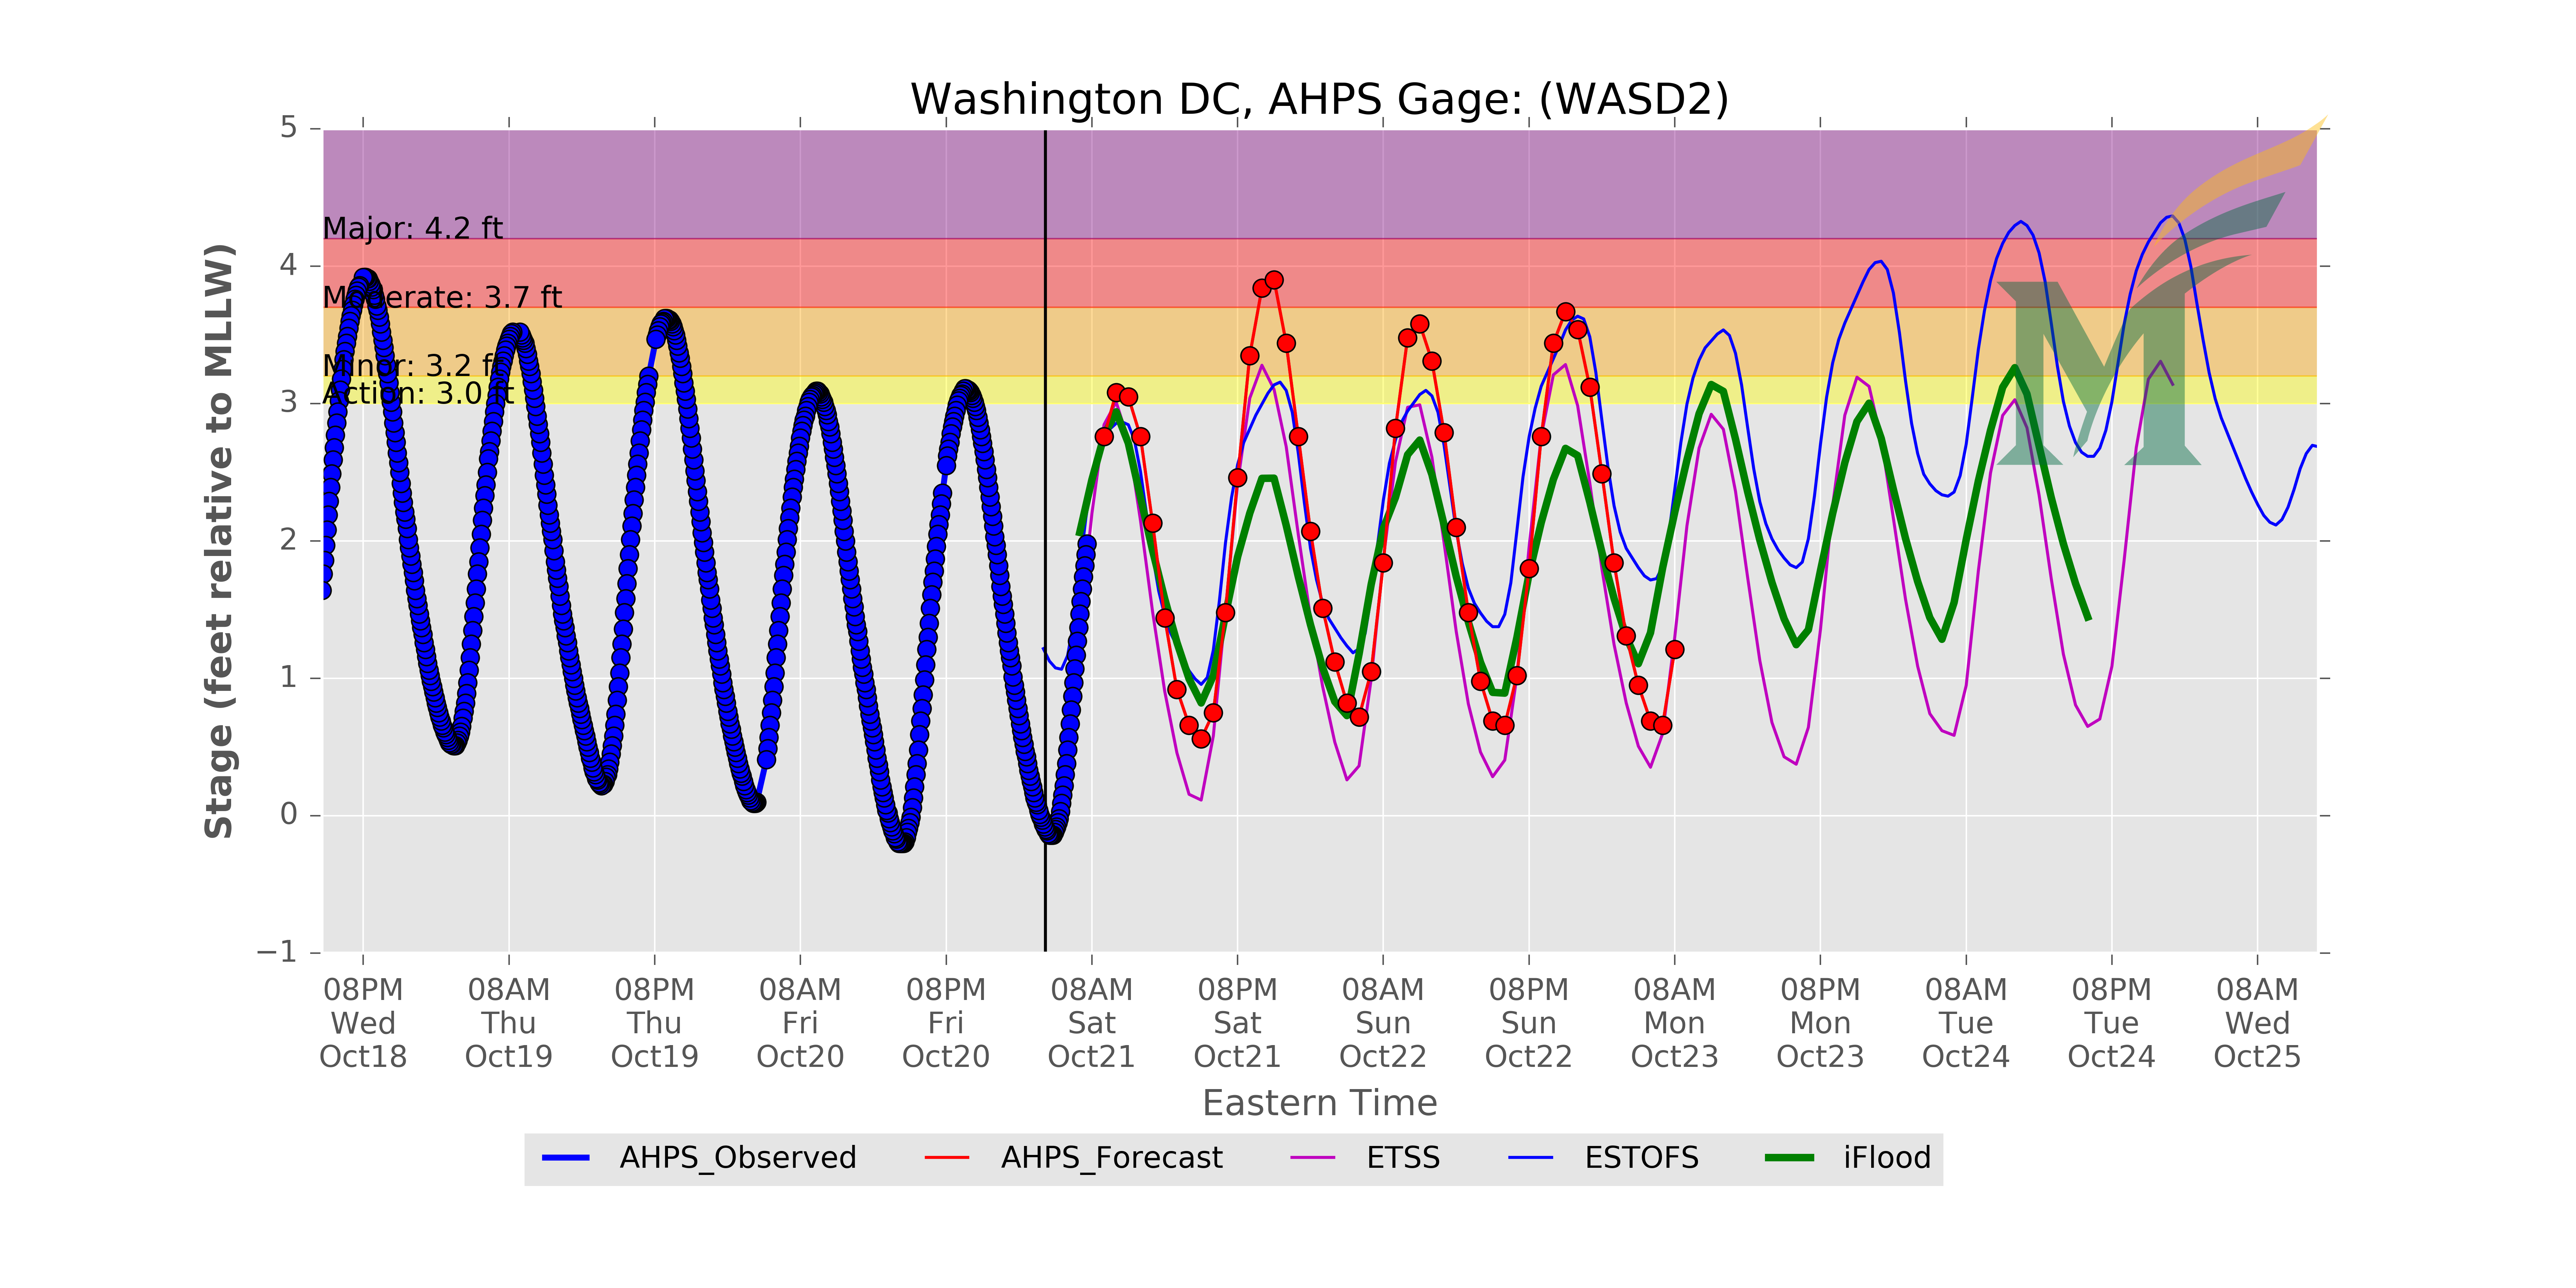 Washington DC, AHPS Gage: (WASD2)
Stage (feet relative to MLLW)
5
4
3
2
1
0
−1
Major: 4.2 ft
Moderate: 3.7 ft
Minor: 3.2 ft
Action: 3.0 ft
08PM 08AM 08PM 08AM 08PM 08AM 08PM 08AM 08PM 08AM 08PM 08AM 08PM 08AM
Wed Thu Thu Fri Fri Sat Sat Sun Sun Mon Mon Tue Tue Wed
Oct18 Oct19 Oct19 Oct20 Oct20 Oct21 Oct21 Oct22 Oct22 Oct23 Oct23 Oct24 Oct24 Oct25
Eastern Time
AHPS_Observed AHPS_Forecast ETSS ESTOFS iFlood